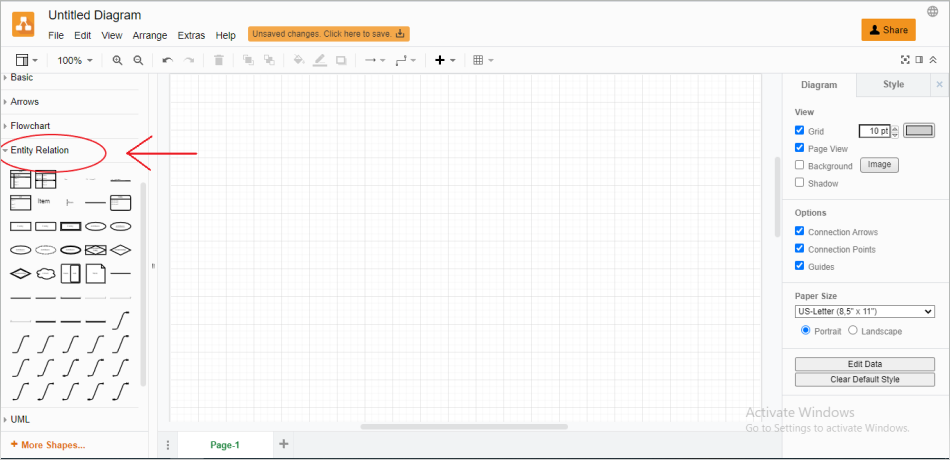 Untitled Diagram
File Edit View Arrange Extras Help Unsaved changes. Click here to save.
Share
100%
Basic
Arrows
Flowchart
Entity Relation
Item
UML
+ More Shapes...
Page-1
Diagram Style
View
Grid 10 pt
Page View
Background Image
Shadow
Options
Connection Arrows
Connection Points
Guides
Paper Size
US-Letter (8,5" x 11")
Portrait Landscape
Edit Data
Clear Default Style
Activate Windows
Go to Settings to activate Windows.